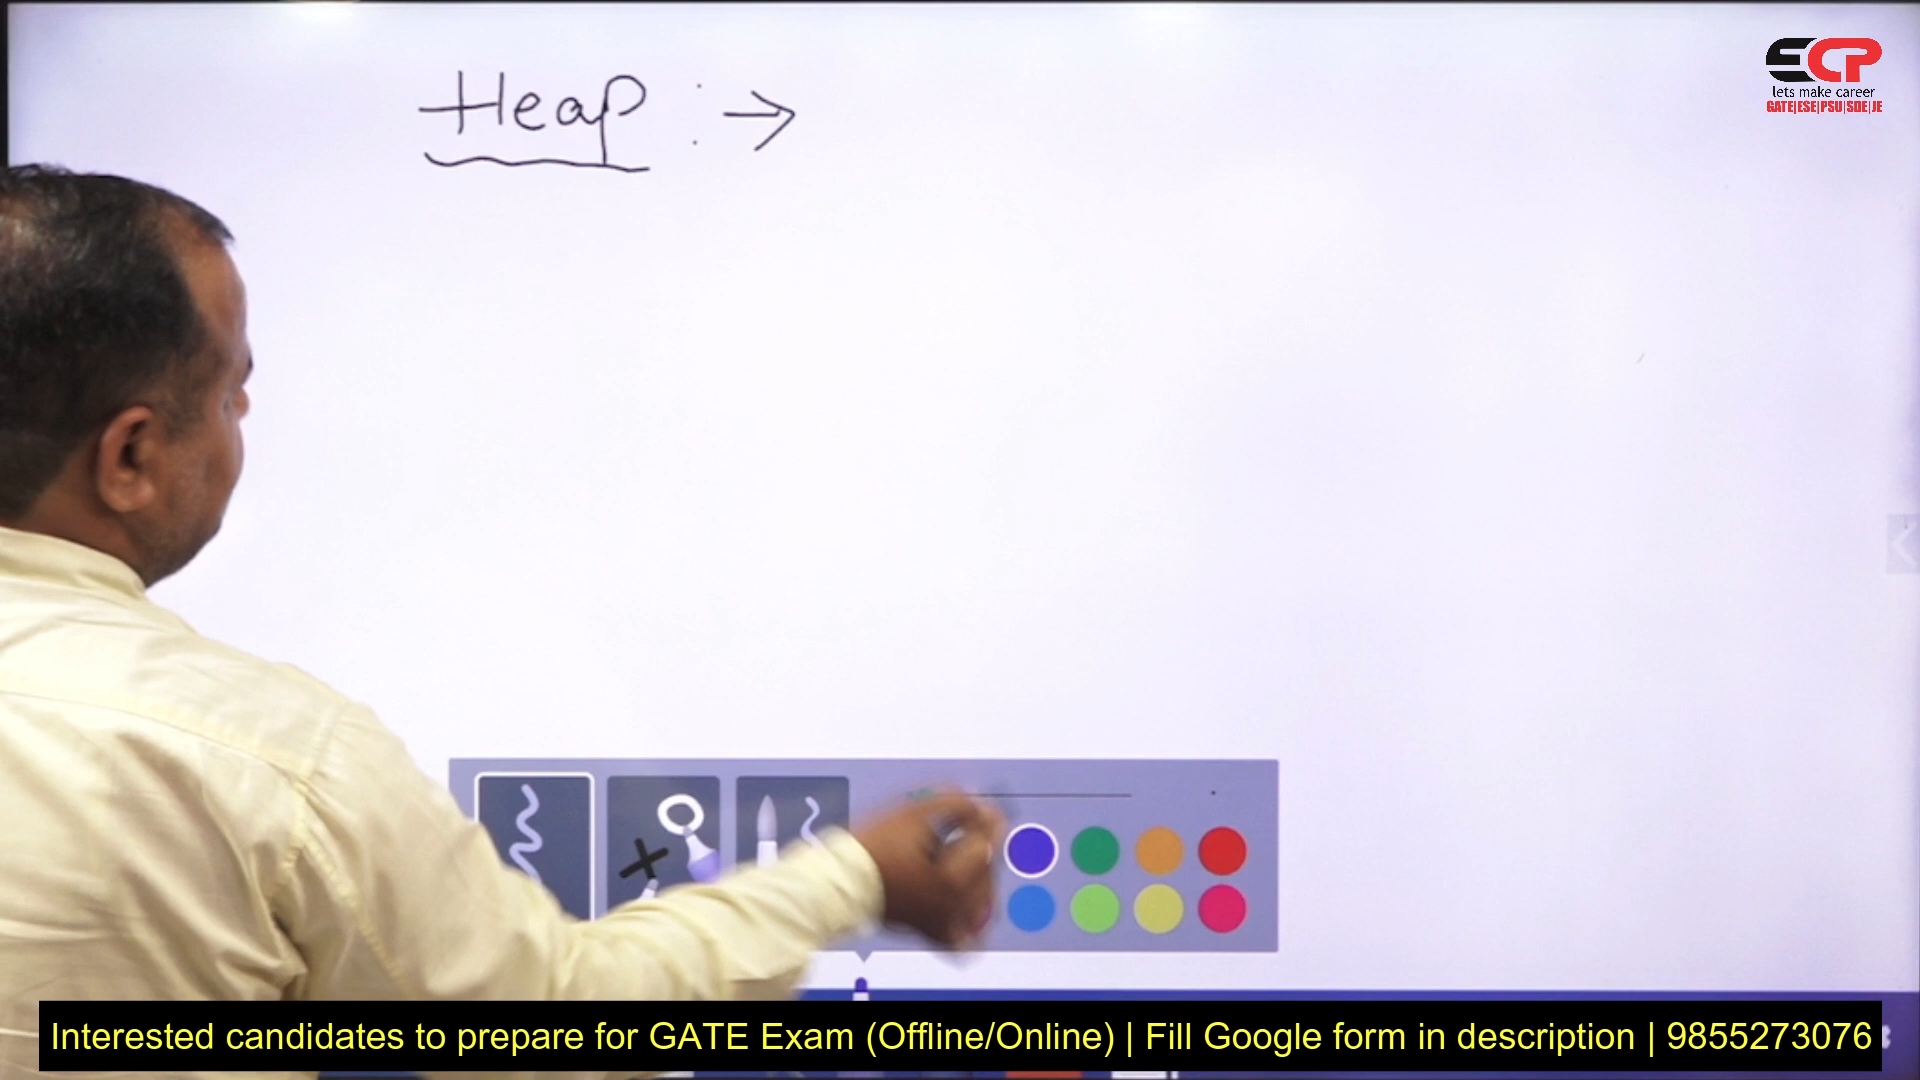 Heap : →
ECP
lets make career
GATE|ESE|PSU|SDE|JE
Interested candidates to prepare for GATE Exam (Offline/Online) | Fill Google form in description | 9855273076